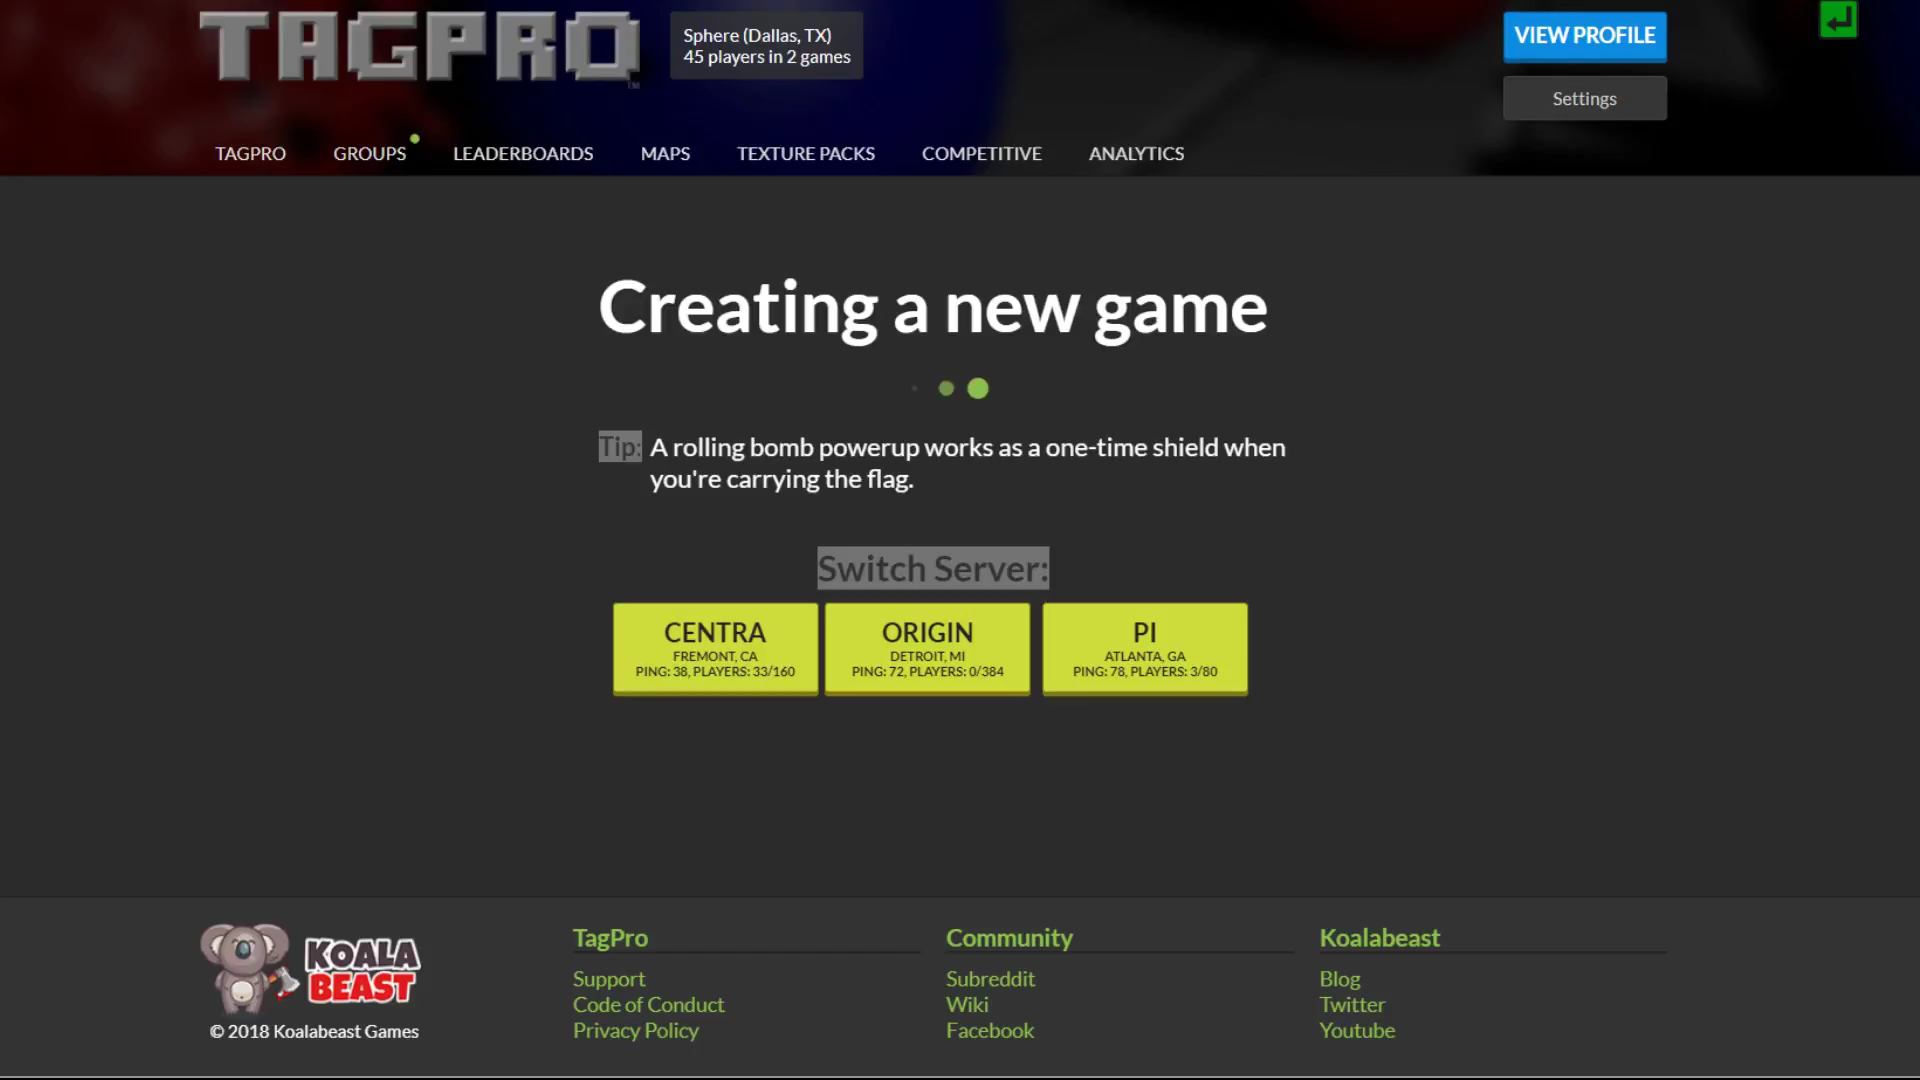 TAGPRO
TM
Sphere (Dallas, TX)
45 players in 2 games
VIEW PROFILE
Settings
TAGPRO GROUPS LEADERBOARDS MAPS TEXTURE PACKS COMPETITIVE ANALYTICS
Creating a new game
Tip: A rolling bomb powerup works as a one-time shield when
you're carrying the flag.
Switch Server:
CENTRA
FREMONT, CA
PING: 38, PLAYERS: 33/160
ORIGIN
DETROIT, MI
PING: 72, PLAYERS: 0/384
PI
ATLANTA, GA
PING: 78, PLAYERS: 3/80
KOALA
BEAST
© 2018 Koalabeast Games
TagPro
Support
Code of Conduct
Privacy Policy
Community
Subreddit
Wiki
Facebook
Koalabeast
Blog
Twitter
Youtube